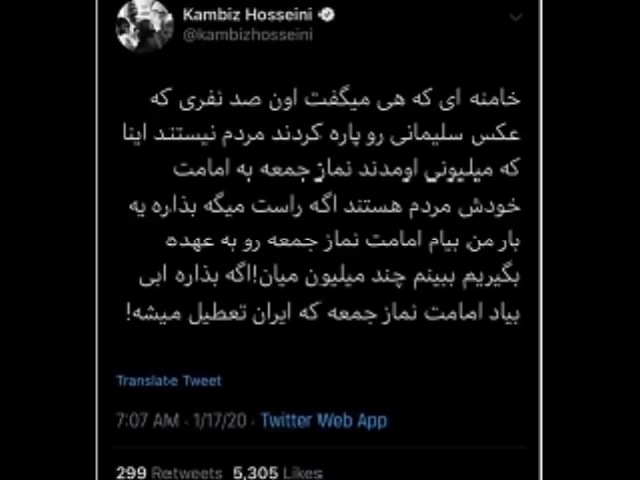 Kambiz Hosseini
@kambizhosseini
خامنه ای که هی میگفت اون صد نفری که
عکس سلیمانی رو پاره کردند مردم نیستند اینا
که میلیونی اومدند نماز جمعه به امامت
خودش مردم هستند اگه راست میگه بذاره یه
بار من بیام امامت نماز جمعه رو به عهده
بگیریم ببینم چند میلیون میان!اگه بذاره ابی
بیاد امامت نماز جمعه که ایران تعطیل میشه!
Translate Tweet
7:07 AM · 1/17/20 · Twitter Web App
299 Retweets 5,305 Likes